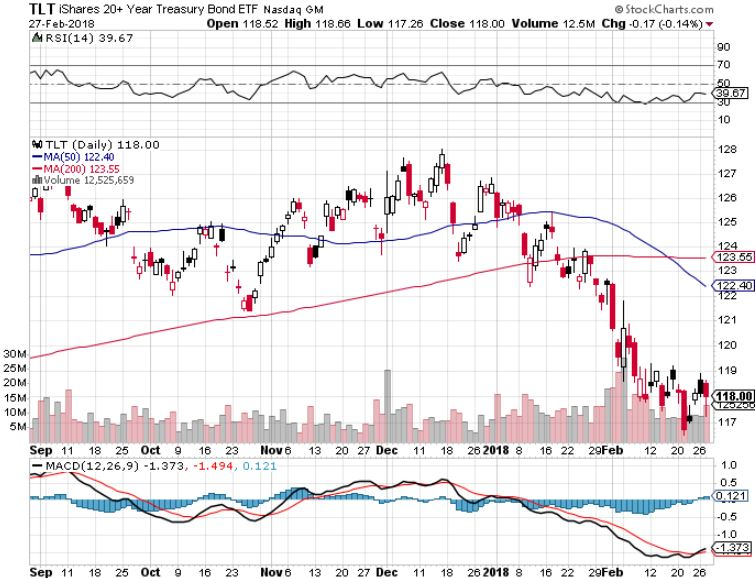 TLT iShares 20+ Year Treasury Bond ETF Nasdaq GM © StockCharts.com
27-Feb-2018 Open 118.52 High 118.66 Low 117.26 Close 118.00 Volume 12.5M Chg -0.17 (-0.14%)
RSI(14) 39.67
90
70
50
39.67
30
10
TLT (Daily) 118.00
MA(50) 122.40
MA(200) 123.55
Volume 12,525,659
128
127
126
125
124
123.55
123
122.40
122
121
120
119
118.00
117
30M
25M
20M
15M
10M
5M
Sep 11 18 25 Oct 9 16 23 Nov 6 13 20 27 Dec 11 18 26 2018 8 16 22 29 Feb 12 20 26
MACD(12,26,9) -1.373, -1.494, 0.121
1.0
0.5
0.121
-0.5
-1.0
-1.373
Sep 11 18 25 Oct 9 16 23 Nov 6 13 20 27 Dec 11 18 26 2018 8 16 22 29 Feb 12 20 26